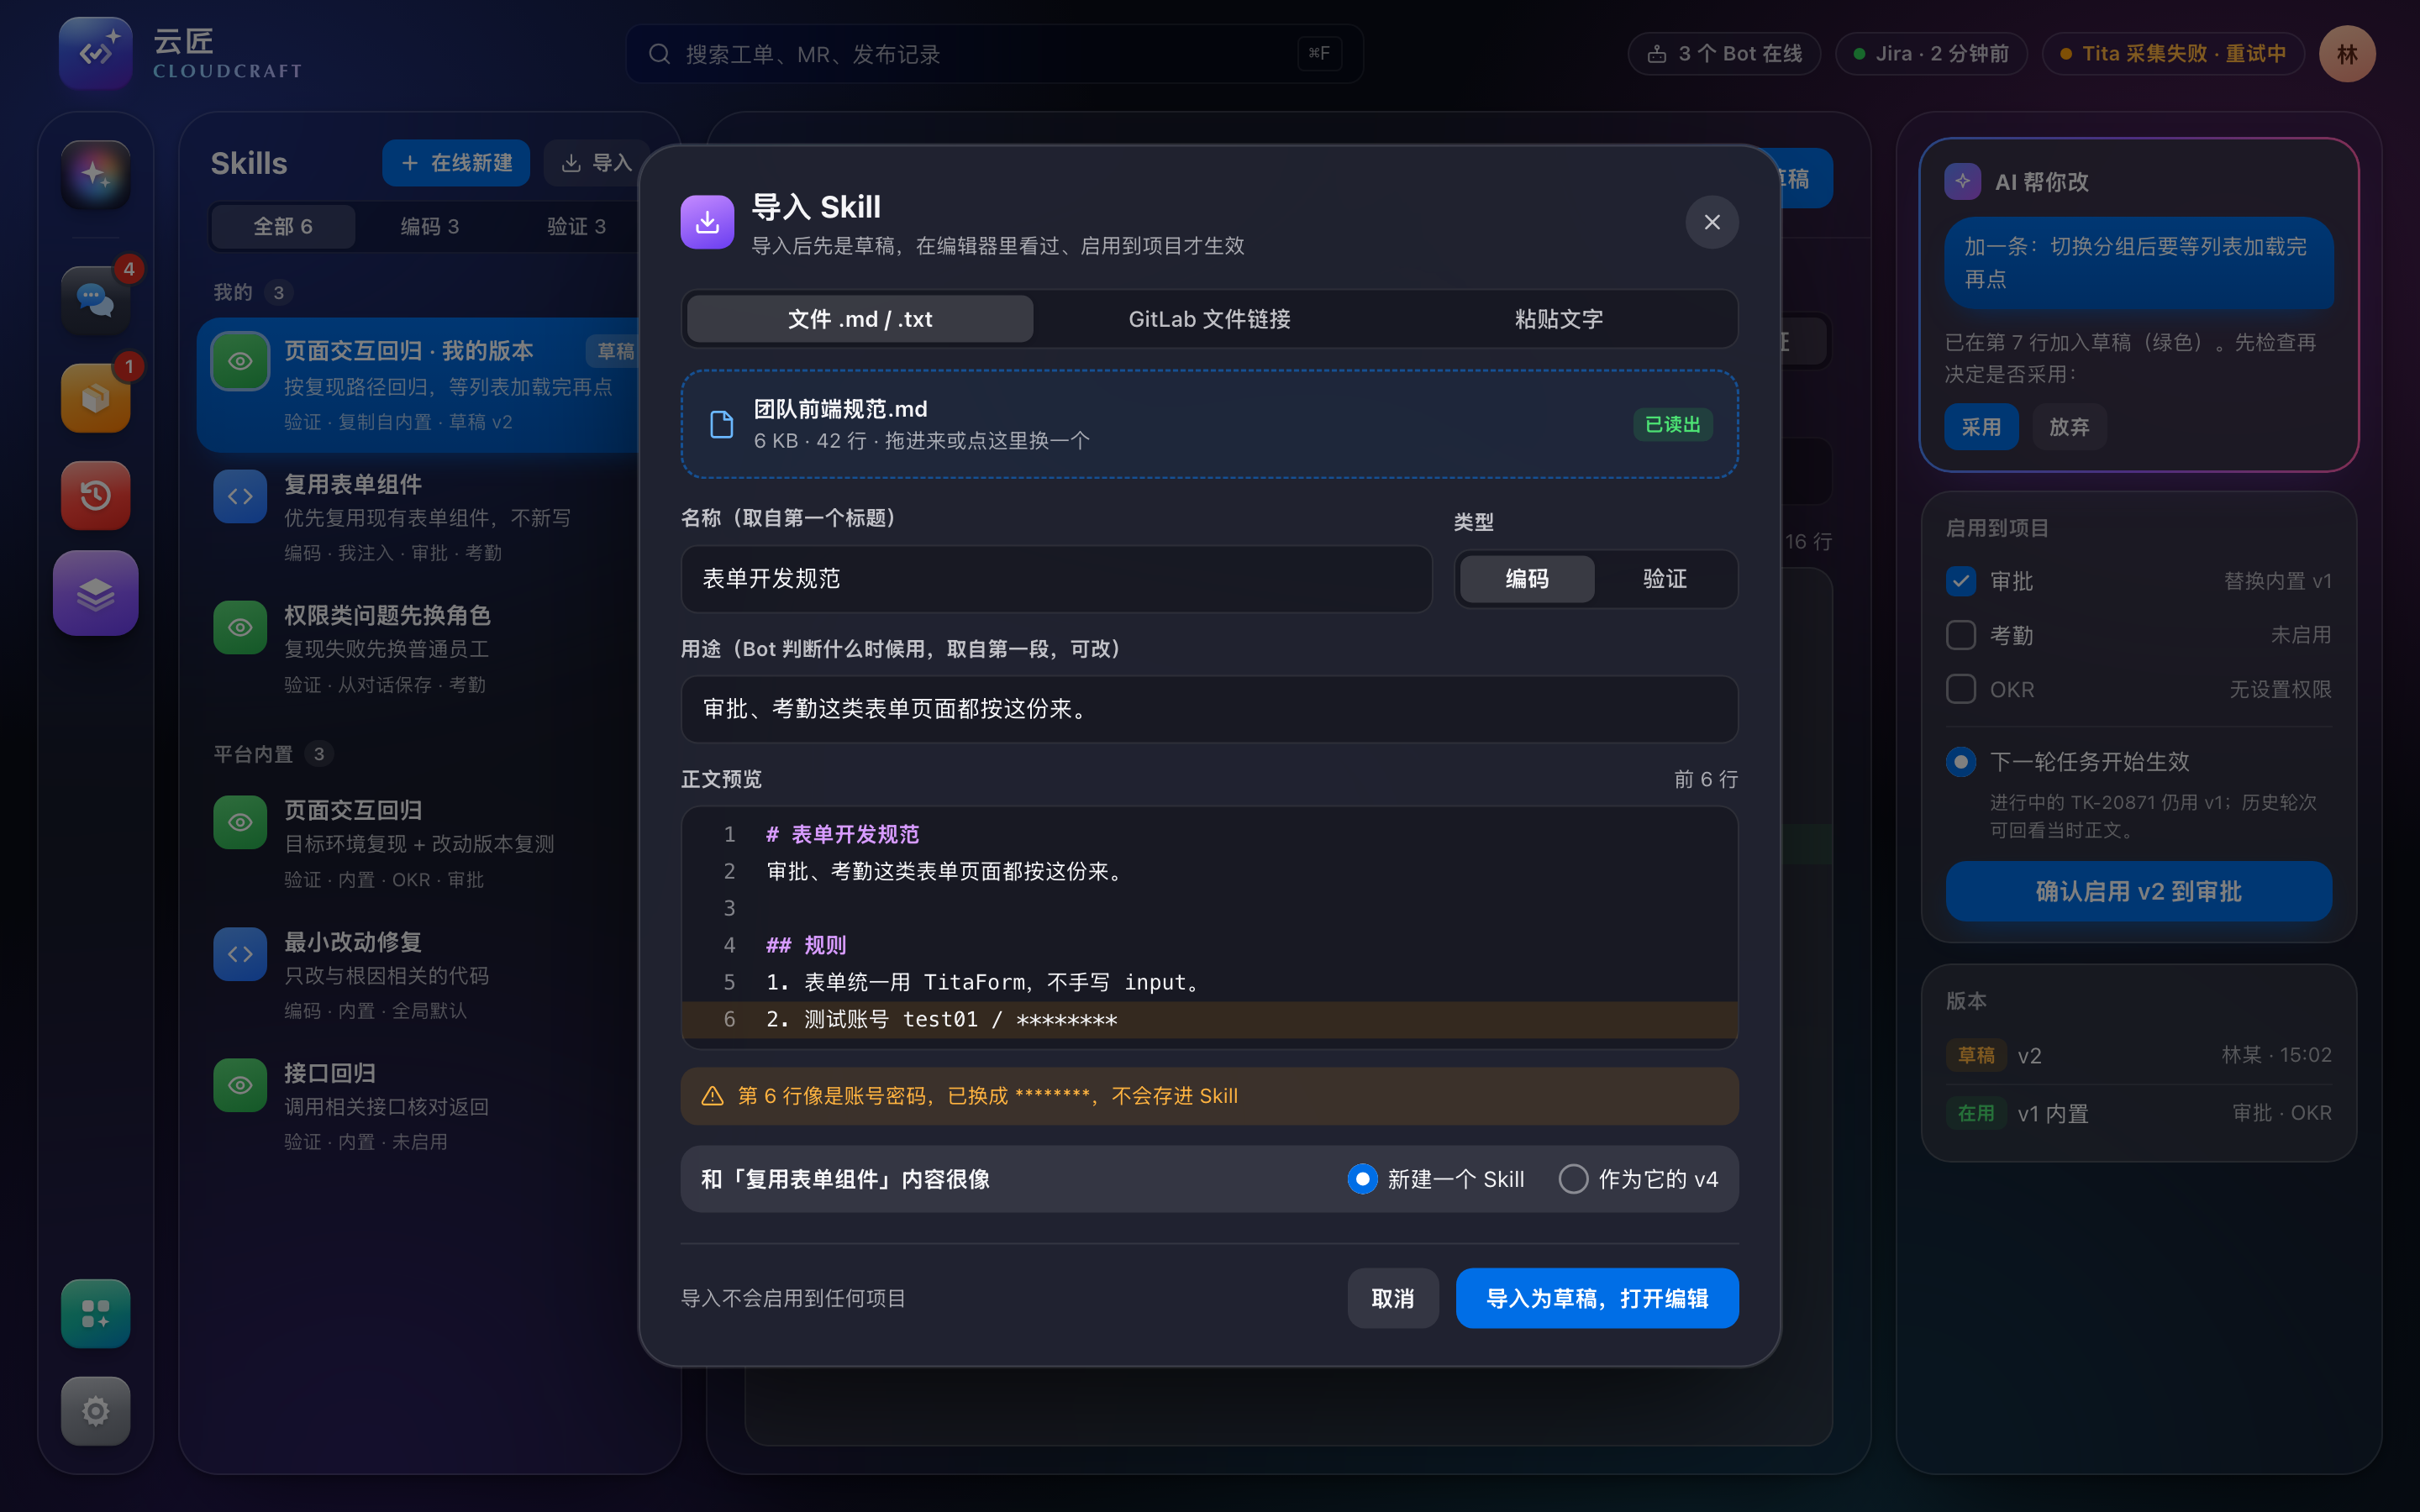 云匠
CLOUDCRAFT
搜索工单、MR、发布记录
⌘F
3 个 Bot 在线
Jira · 2 分钟前
Tita 采集失败 · 重试中
林
4
1
Skills
在线新建
导入
全部 6
编码 3
验证 3
我的 3
页面交互回归 · 我的版本
草稿
按复现路径回归，等列表加载完再点
验证 · 复制自内置 · 草稿 v2
复用表单组件
优先复用现有表单组件，不新写
编码 · 我注入 · 审批 · 考勤
权限类问题先换角色
复现失败先换普通员工
验证 · 从对话保存 · 考勤
平台内置 3
页面交互回归
目标环境复现 + 改动版本复测
验证 · 内置 · OKR · 审批
最小改动修复
只改与根因相关的代码
编码 · 内置 · 全局默认
接口回归
调用相关接口核对返回
验证 · 内置 · 未启用
导入 Skill
导入后先是草稿，在编辑器里看过、启用到项目才生效
文件 .md / .txt
GitLab 文件链接
粘贴文字
团队前端规范.md
6 KB · 42 行 · 拖进来或点这里换一个
已读出
名称（取自第一个标题）
类型
表单开发规范
编码
验证
用途（Bot 判断什么时候用，取自第一段，可改）
审批、考勤这类表单页面都按这份来。
正文预览
前 6 行
1 # 表单开发规范
2 审批、考勤这类表单页面都按这份来。
3
4 ## 规则
5 1. 表单统一用 TitaForm，不手写 input。
6 2. 测试账号 test01 / ********
第 6 行像是账号密码，已换成 ********，不会存进 Skill
和「复用表单组件」内容很像
新建一个 Skill
作为它的 v4
导入不会启用到任何项目
取消
导入为草稿，打开编辑
稿
16 行
AI 帮你改
加一条：切换分组后要等列表加载完
再点
已在第 7 行加入草稿（绿色）。先检查再
决定是否采用：
采用
放弃
启用到项目
审批
替换内置 v1
考勤
未启用
OKR
无设置权限
下一轮任务开始生效
进行中的 TK-20871 仍用 v1；历史轮次
可回看当时正文。
确认启用 v2 到审批
版本
草稿 v2
林某 · 15:02
在用 v1 内置
审批 · OKR